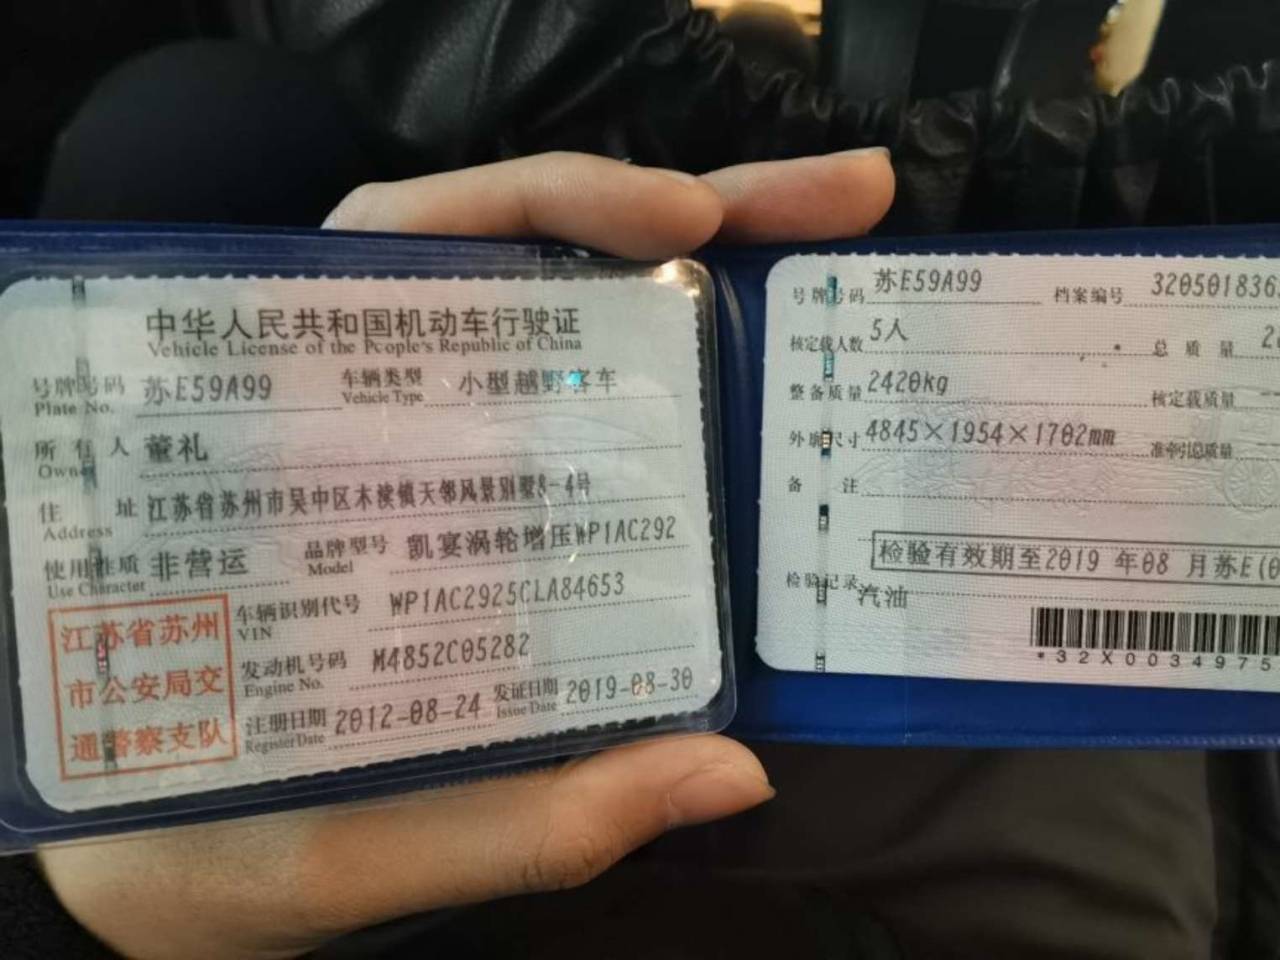 中华人民共和国机动车行驶证
Vehicle License of the People's Republic of China
号牌号码 苏E59A99 车辆类型 小型越野客车
Plate No. Vehicle Type
所有人 董礼
Owner
住址 江苏省苏州市吴中区木渎镇天邻风景别墅8-4号
Address
使用性质 非营运 品牌型号 凯宴涡轮增压WP1AC292
Use Character Model
车辆识别代号 WP1AC2925CLA84653
VIN
发动机号码 M4852C05282
Engine No.
注册日期 2012-08-24 发证日期 2019-08-30
Register Date Issue Date
江苏省苏州
市公安局交
通警察支队
号牌号码 苏E59A99 档案编号 320501836
核定载人数 5人 总质量 2
整备质量 2420kg 核定载质量 --
外廓尺寸 4845×1954×1702mm 准牵引总质量
备注
检验有效期至2019 年08 月苏E(0
检验记录
汽油
*32X0034975